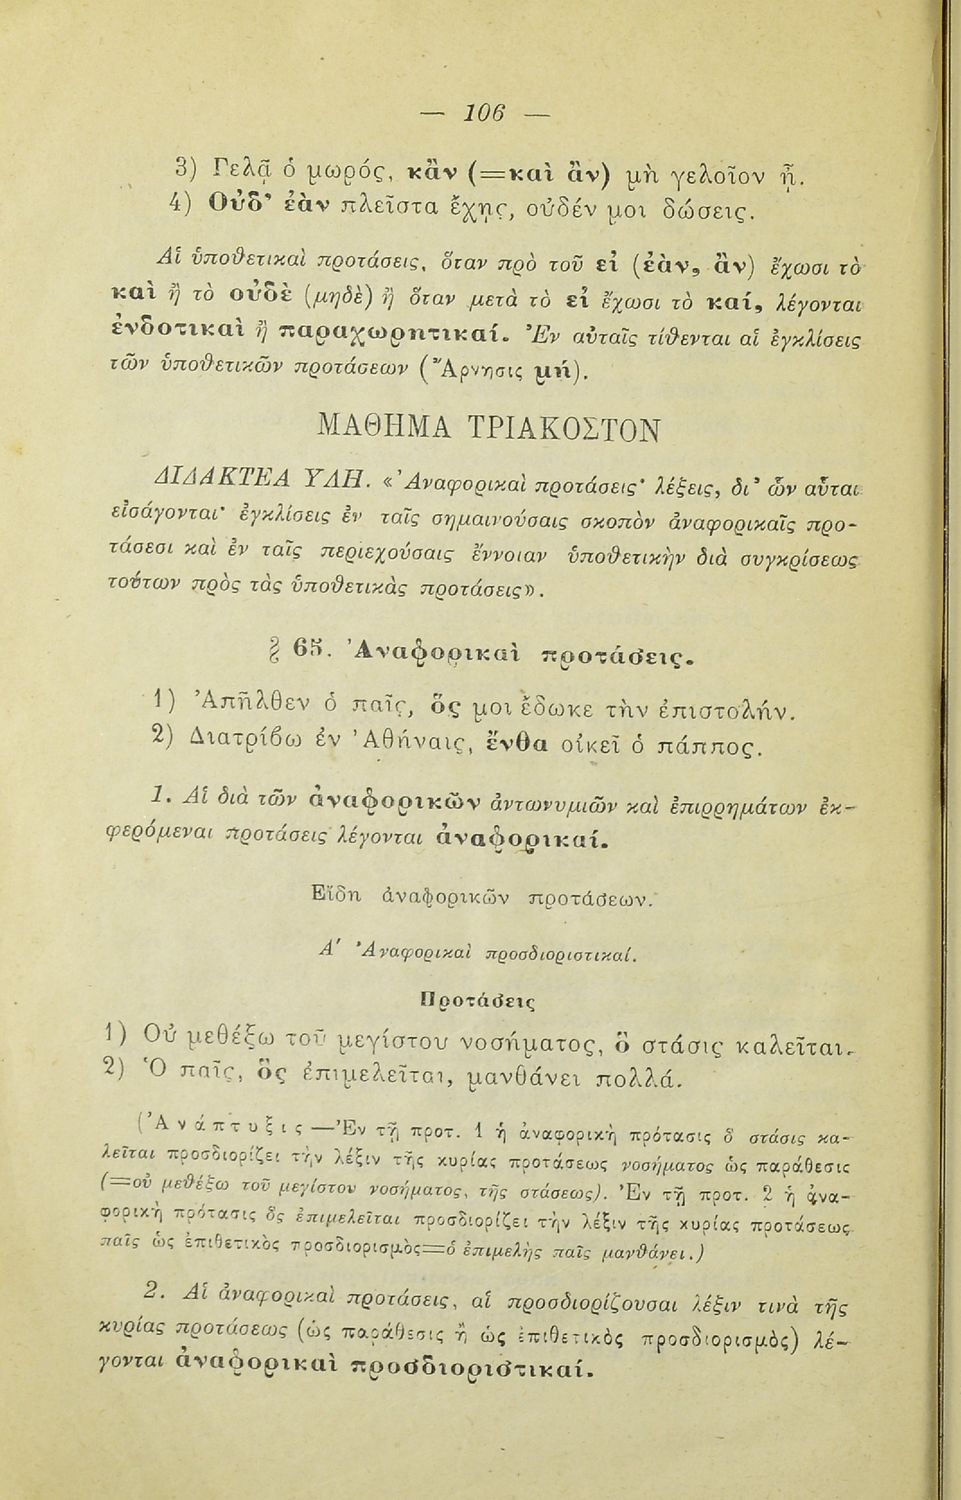 — 106 —
3) Γελᾷ ὁ μωρός, κἂν (=καὶ ἂν) μὴ γελοῖον ᾖ.
4) Οὐδ' ἐὰν πλεῖστα ἔχῃς, οὐδέν μοι δώσεις.
Αἱ ὑποθετικαὶ προτάσεις, ὅταν πρὸ τοῦ εἰ (ἐὰν, ἂν) ἔχωσι τὸ
καὶ ἢ τὸ οὐδὲ (μηδὲ) ἢ ὅταν μετὰ τὸ εἰ ἔχωσι τὸ καί, λέγονται
ἐνδοτικαὶ ἢ παραχωρητικαί. Ἐν αὐταῖς τίθενται αἱ ἐγκλίσεις
τῶν ὑποθετικῶν προτάσεων (Ἄρνησις μή).
ΜΑΘΗΜΑ ΤΡΙΑΚΟΣΤΟΝ
ΔΙΔΑΚΤΕΑ ΥΛΗ. «Ἀναφορικαὶ προτάσεις· λέξεις, δι' ὧν αὗται
εἰσάγονται· ἐγκλίσεις ἐν ταῖς σημαινούσαις σκοπὸν ἀναφορικαῖς προ-
τάσεσι καὶ ἐν ταῖς περιεχούσαις ἔννοιαν ὑποθετικὴν διὰ συγκρίσεως
τούτων πρὸς τὰς ὑποθετικὰς προτάσεις».
§ 65. Ἀναφορικαὶ προτάσεις.
1) Ἀπῆλθεν ὁ παῖς, ὅς μοι ἔδωκε τὴν ἐπιστολήν.
2) Διατρίβω ἐν Ἀθήναις, ἔνθα οἰκεῖ ὁ πάππος.
1. Αἱ διὰ τῶν ἀναφορικῶν ἀντωνυμιῶν καὶ ἐπιρρημάτων ἐκ-
φερόμεναι προτάσεις λέγονται ἀναφορικαί.
Εἴδη ἀναφορικῶν προτάσεων.
Α' Ἀναφορικαὶ προσδιοριστικαί.
Προτάσεις
1) Οὐ μεθέξω τοῦ μεγίστου νοσήματος, ὃ στάσις καλεῖται.
2) Ὁ παῖς, ὃς ἐπιμελεῖται, μανθάνει πολλά.
(Ἀνάπτυξις—Ἐν τῇ προτ. 1 ἡ ἀναφορικὴ πρότασις ὃ στάσις κα-
λεῖται προσδιορίζει τὴν λέξιν τῆς κυρίας προτάσεως νοσήματος ὡς παράθεσις
(=οὐ μεθέξω τοῦ μεγίστου νοσήματος, τῆς στάσεως). Ἐν τῇ προτ. 2 ἡ ἀνα-
φορικὴ πρότασις ὃς ἐπιμελεῖται προσδιορίζει τὴν λέξιν τῆς κυρίας προτάσεως
παῖς ὡς ἐπιθετικὸς προσδιορισμὸς=ὁ ἐπιμελὴς παῖς μανθάνει.)
2. Αἱ ἀναφορικαὶ προτάσεις, αἱ προσδιορίζουσαι λέξιν τινὰ τῆς
κυρίας προτάσεως (ὡς παράθεσις ἢ ὡς ἐπιθετικὸς προσδιορισμὸς) λέ-
γονται ἀναφορικαὶ προσδιοριστικαί.